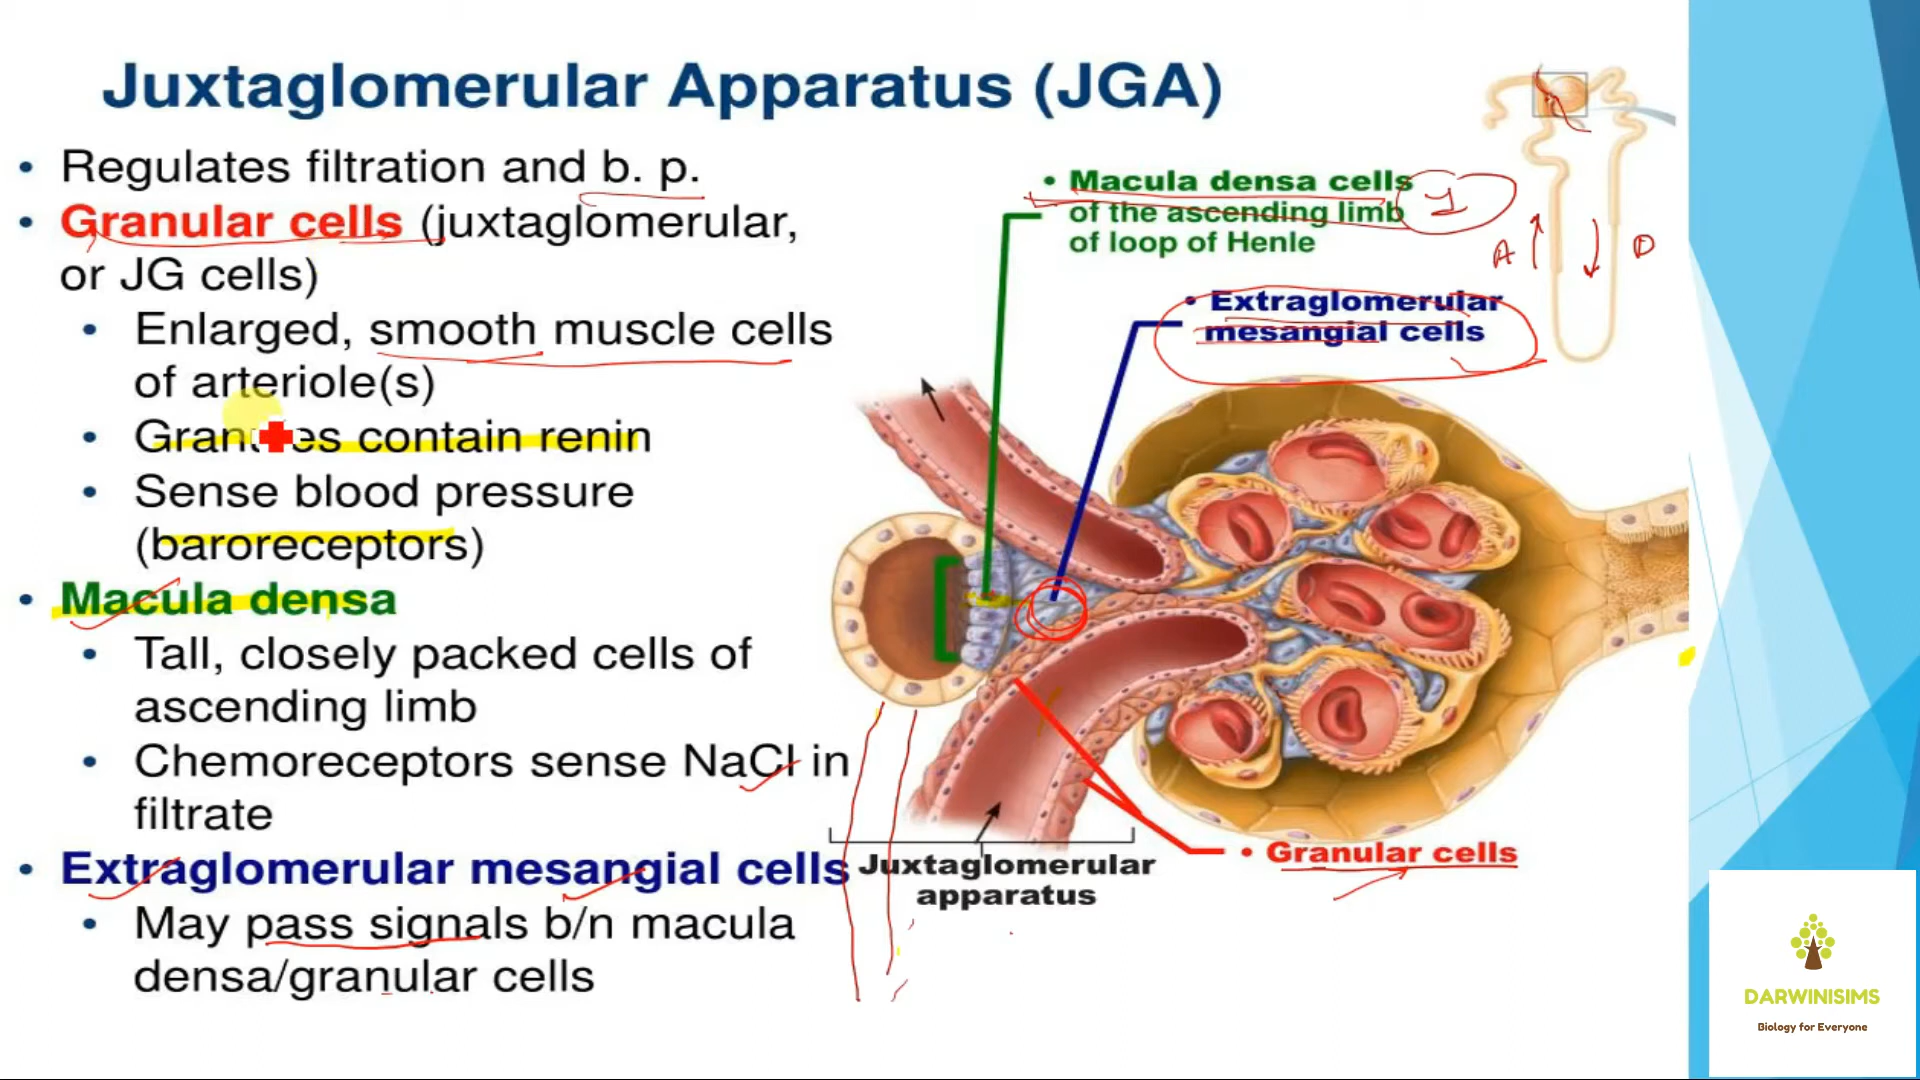 Juxtaglomerular Apparatus (JGA)
• Regulates filtration and b. p.
• Granular cells (juxtaglomerular,
or JG cells)
• Enlarged, smooth muscle cells
of arteriole(s)
• Granules contain renin
• Sense blood pressure
(baroreceptors)
• Macula densa
• Tall, closely packed cells of
ascending limb
• Chemoreceptors sense NaCl in
filtrate
• Extraglomerular mesangial cells
• May pass signals b/n macula
densa/granular cells
• Macula densa cells
of the ascending limb
of loop of Henle
1
A
D
• Extraglomerular
mesangial cells
Juxtaglomerular
apparatus
• Granular cells
DARWINISIMS
Biology for Everyone